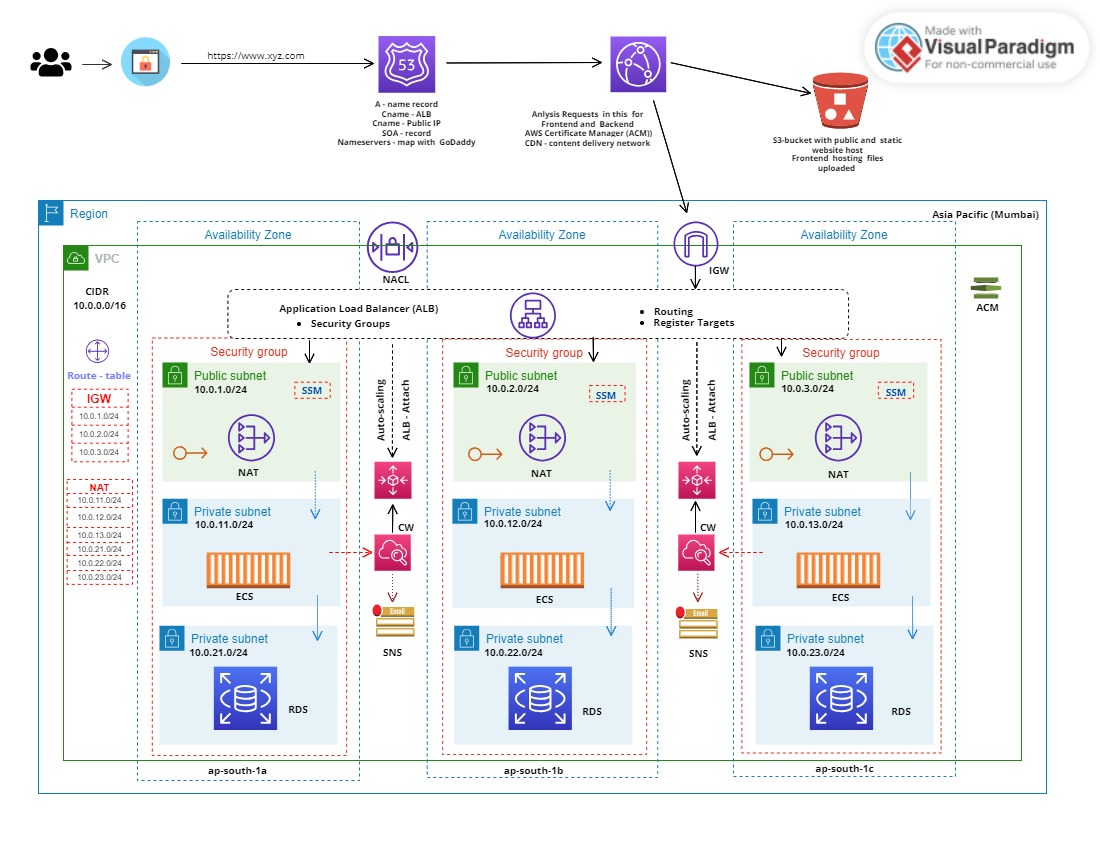 Made with
Visual Paradigm
For non-commercial use
https://www.xyz.com
53
A - name record
Cname - ALB
Cname - Public IP
SOA - record
Nameservers - map with GoDaddy
Anlysis Requests in this for
Frontend and Backend
AWS Certificate Manager (ACM))
CDN - content delivery network
S3-bucket with public and static
website host
Frontend hosting files
uploaded
Region
Asia Pacific (Mumbai)
Availability Zone
Availability Zone
Availability Zone
VPC
NACL
IGW
CIDR
10.0.0.0/16
ACM
Application Load Balancer (ALB)
• Security Groups
• Routing
• Register Targets
Route - table
IGW
10.0.1.0/24
10.0.2.0/24
10.0.3.0/24
NAT
10.0.11.0/24
10.0.12.0/24
10.0.13.0/24
10.0.21.0/24
10.0.22.0/24
10.0.23.0/24
Security group
Public subnet
10.0.1.0/24
SSM
NAT
Private subnet
10.0.11.0/24
ECS
Private subnet
10.0.21.0/24
RDS
ap-south-1a
Auto-scaling
ALB - Attach
CW
Email
SNS
Security group
Public subnet
10.0.2.0/24
SSM
NAT
Private subnet
10.0.12.0/24
ECS
Private subnet
10.0.22.0/24
RDS
ap-south-1b
Auto-scaling
ALB - Attach
CW
Email
SNS
Security group
Public subnet
10.0.3.0/24
SSM
NAT
Private subnet
10.0.13.0/24
ECS
Private subnet
10.0.23.0/24
RDS
ap-south-1c